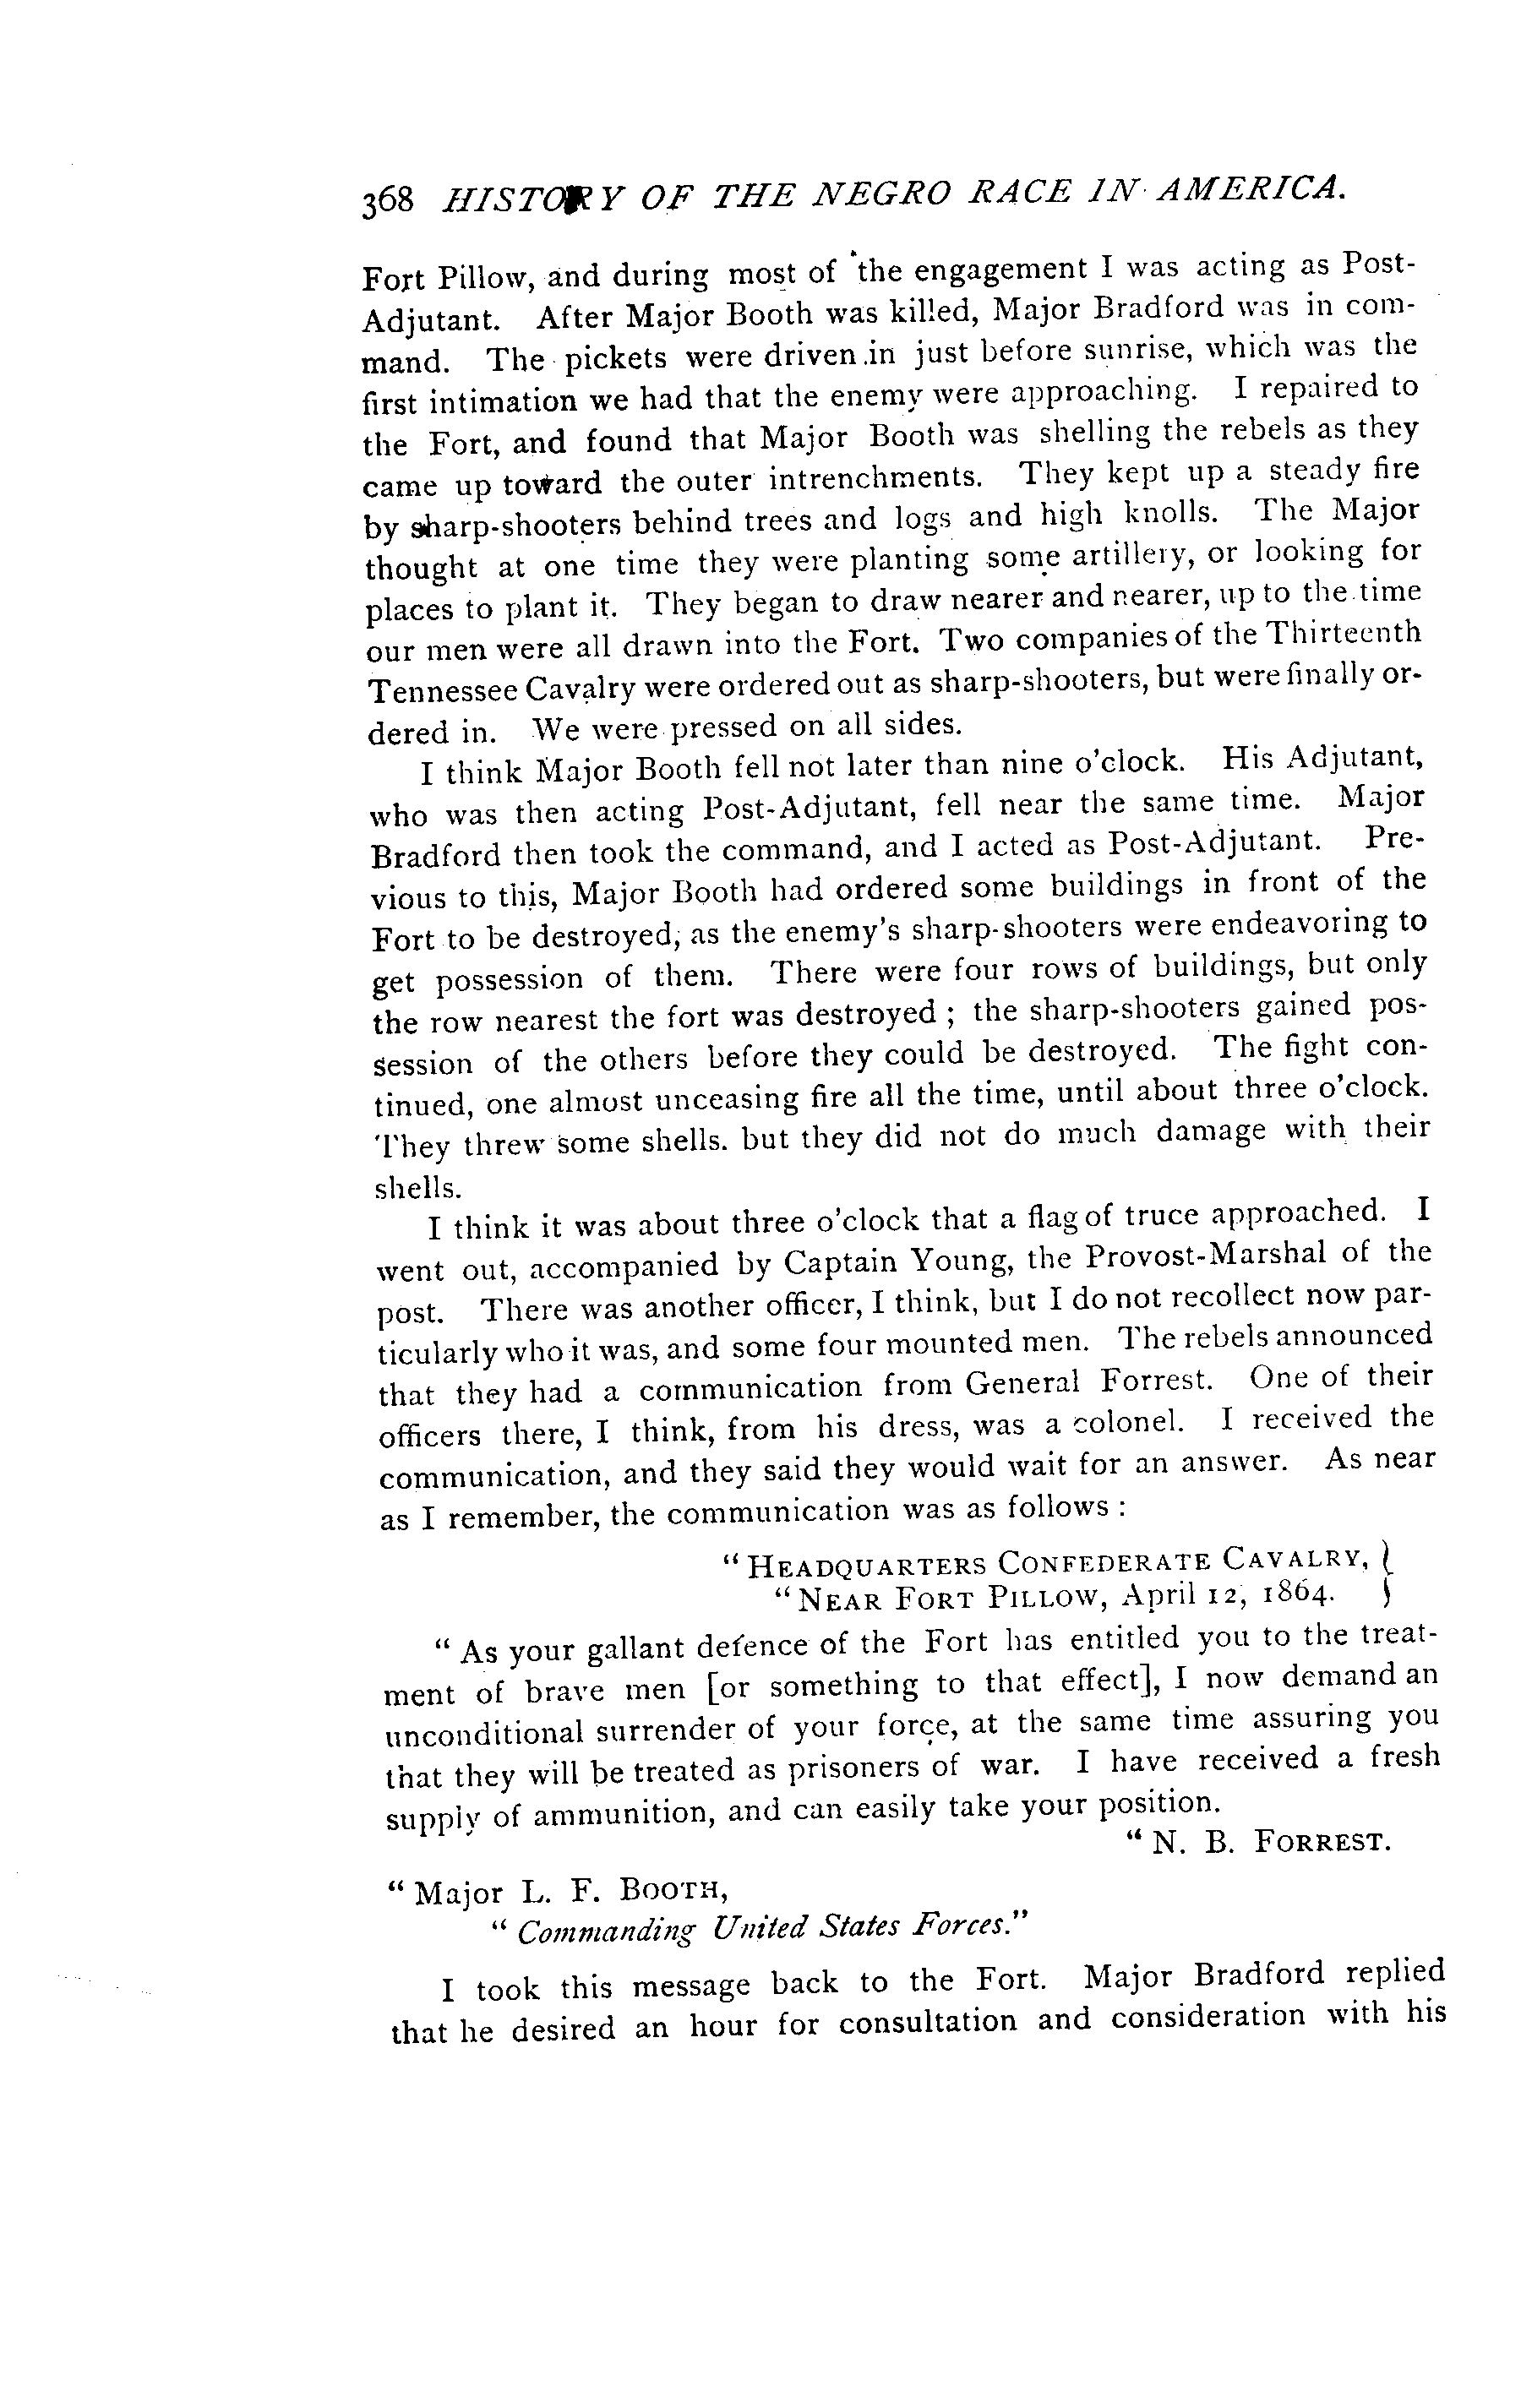 368 HISTORY OF THE NEGRO RACE IN AMERICA.
Fort Pillow, and during most of the engagement I was acting as Post-
Adjutant. After Major Booth was killed, Major Bradford was in com-
mand. The pickets were driven in just before sunrise, which was the
first intimation we had that the enemy were approaching. I repaired to
the Fort, and found that Major Booth was shelling the rebels as they
came up toward the outer intrenchments. They kept up a steady fire
by sharp-shooters behind trees and logs and high knolls. The Major
thought at one time they were planting some artillery, or looking for
places to plant it. They began to draw nearer and nearer, up to the time
our men were all drawn into the Fort. Two companies of the Thirteenth
Tennessee Cavalry were ordered out as sharp-shooters, but were finally or-
dered in. We were pressed on all sides.
I think Major Booth fell not later than nine o'clock. His Adjutant,
who was then acting Post-Adjutant, fell near the same time. Major
Bradford then took the command, and I acted as Post-Adjutant. Pre-
vious to this, Major Booth had ordered some buildings in front of the
Fort to be destroyed, as the enemy's sharp-shooters were endeavoring to
get possession of them. There were four rows of buildings, but only
the row nearest the fort was destroyed ; the sharp-shooters gained pos-
session of the others before they could be destroyed. The fight con-
tinued, one almost unceasing fire all the time, until about three o'clock.
They threw some shells. but they did not do much damage with their
shells.
I think it was about three o'clock that a flag of truce approached. I
went out, accompanied by Captain Young, the Provost-Marshal of the
post. There was another officer, I think, but I do not recollect now par-
ticularly who it was, and some four mounted men. The rebels announced
that they had a communication from General Forrest. One of their
officers there, I think, from his dress, was a colonel. I received the
communication, and they said they would wait for an answer. As near
as I remember, the communication was as follows :
" HEADQUARTERS CONFEDERATE CAVALRY, }
" NEAR FORT PILLOW, April 12, 1864. }
" As your gallant defence of the Fort has entitled you to the treat-
ment of brave men [or something to that effect], I now demand an
unconditional surrender of your force, at the same time assuring you
that they will be treated as prisoners of war. I have received a fresh
supply of ammunition, and can easily take your position.
" N. B. FORREST.
" Major L. F. BOOTH,
" Commanding United States Forces."
I took this message back to the Fort. Major Bradford replied
that he desired an hour for consultation and consideration with his